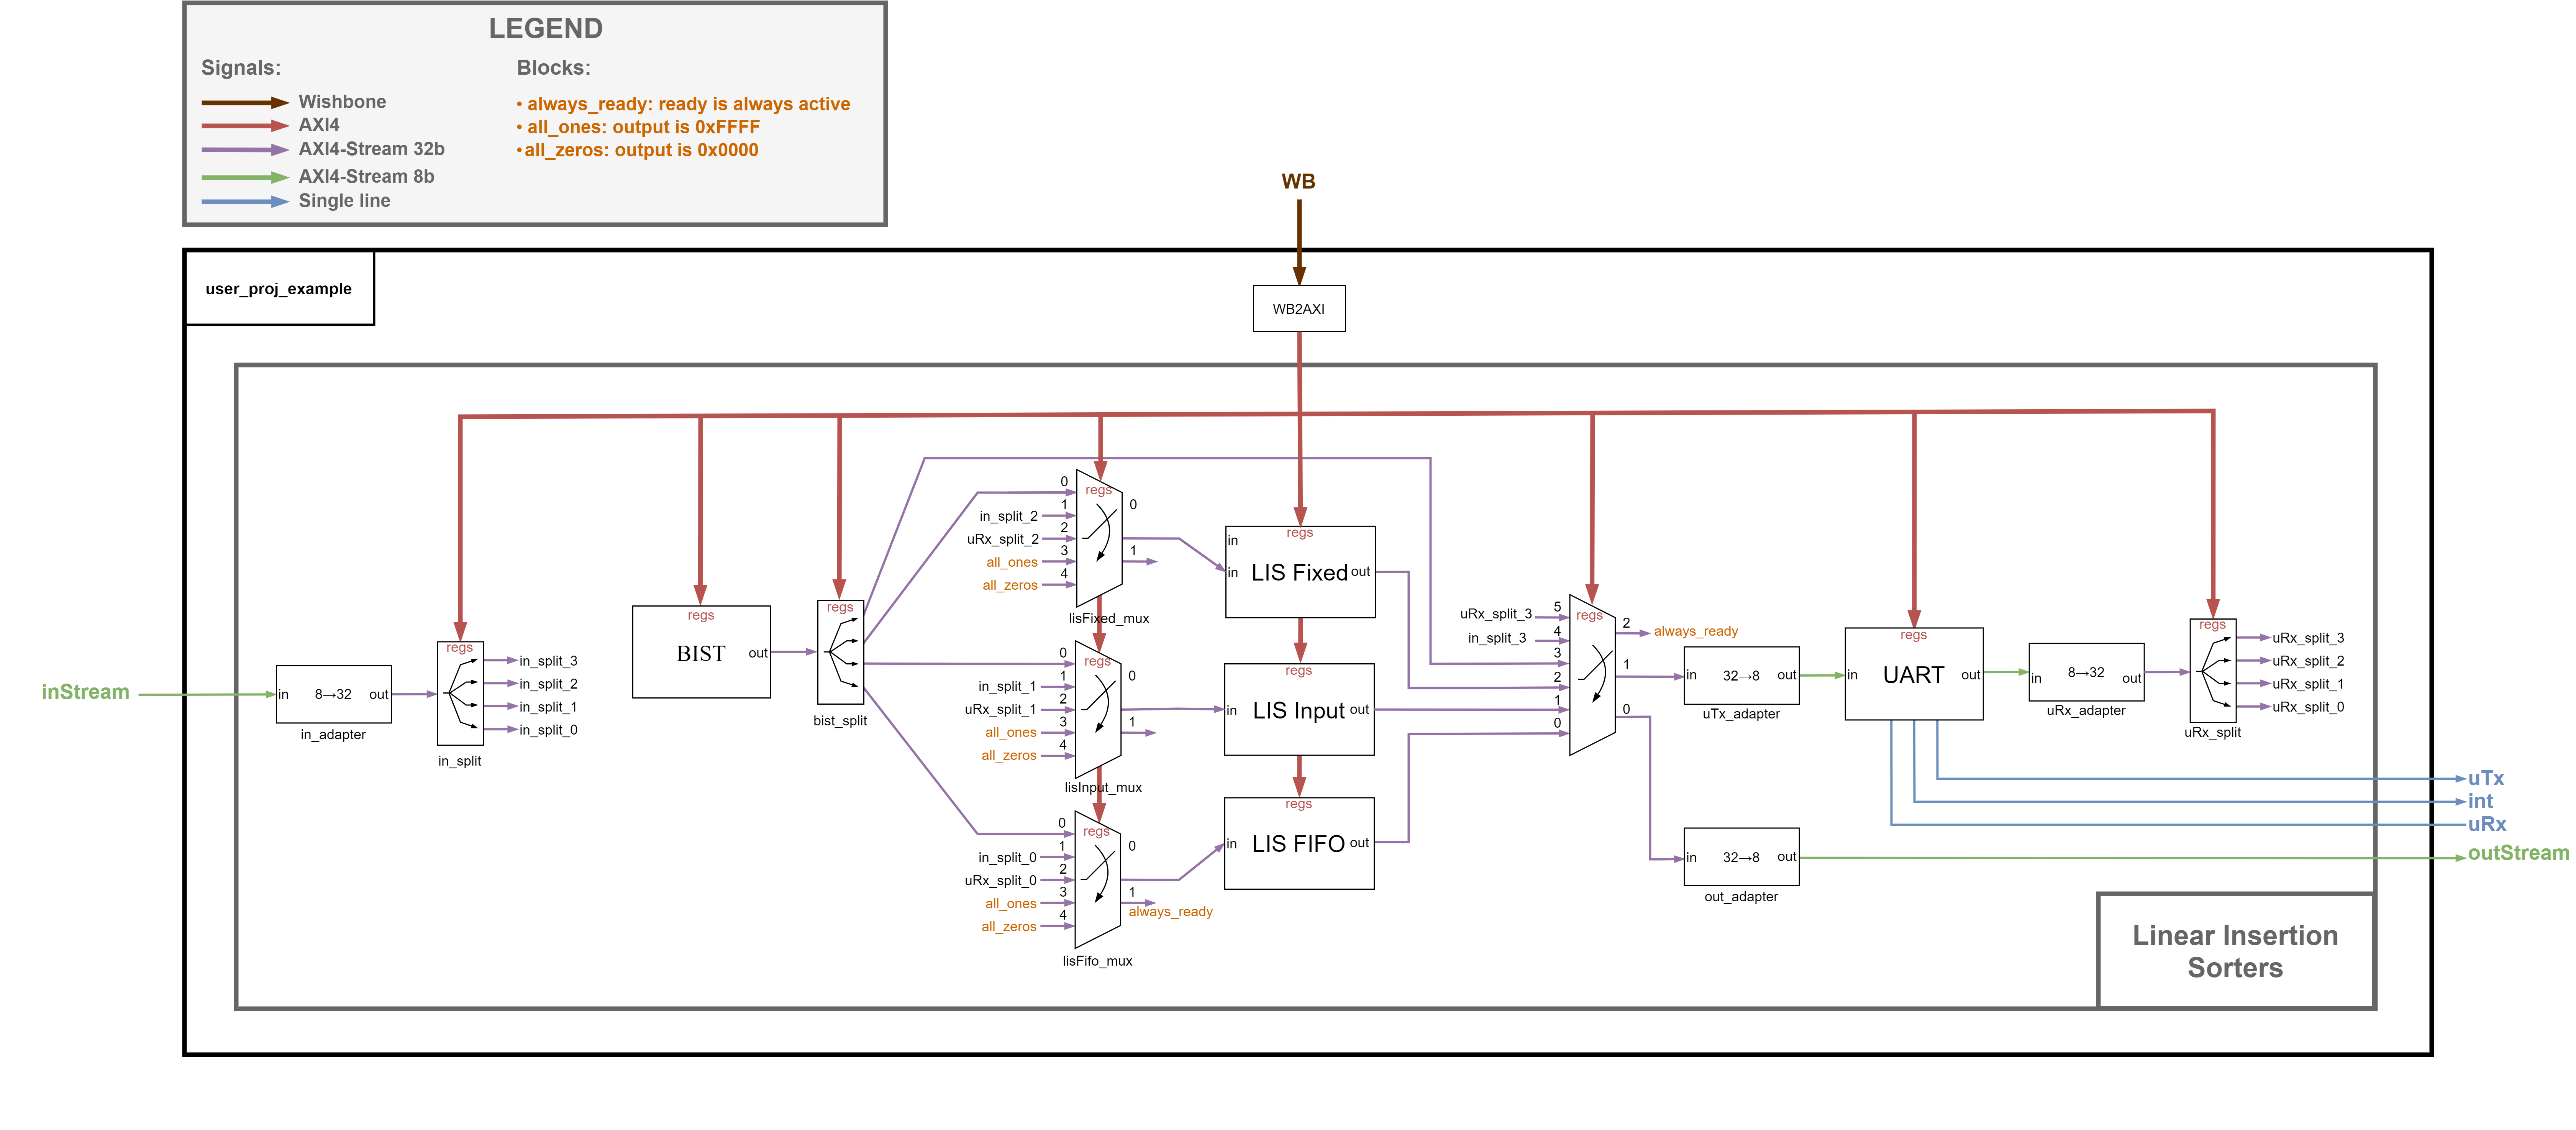 LEGEND
Signals:
Blocks:
Wishbone
AXI4
AXI4-Stream 32b
AXI4-Stream 8b
Single line
• always_ready: ready is always active
• all_ones: output is 0xFFFF
• all_zeros: output is 0x0000
WB
user_proj_example
WB2AXI
inStream
in 8→32 out
in_adapter
regs
in_split_3
in_split_2
in_split_1
in_split_0
in_split
regs
BIST
out
regs
bist_split
0
1
in_split_2
2
uRx_split_2
3
all_ones
4
all_zeros
regs
0
1
lisFixed_mux
0
1
in_split_1
2
uRx_split_1
3
all_ones
4
all_zeros
regs
0
1
lisInput_mux
0
1
in_split_0
2
uRx_split_0
3
all_ones
4
all_zeros
regs
0
1
always_ready
lisFifo_mux
regs
in
in LIS Fixed out
regs
in LIS Input out
regs
in LIS FIFO out
uRx_split_3
5
in_split_3
4
3
2
1
0
regs
2
always_ready
1
0
in 32→8 out
uTx_adapter
in 32→8 out
out_adapter
regs
in UART out
in 8→32 out
uRx_adapter
regs
uRx_split_3
uRx_split_2
uRx_split_1
uRx_split_0
uRx_split
uTx
int
uRx
outStream
Linear Insertion
Sorters